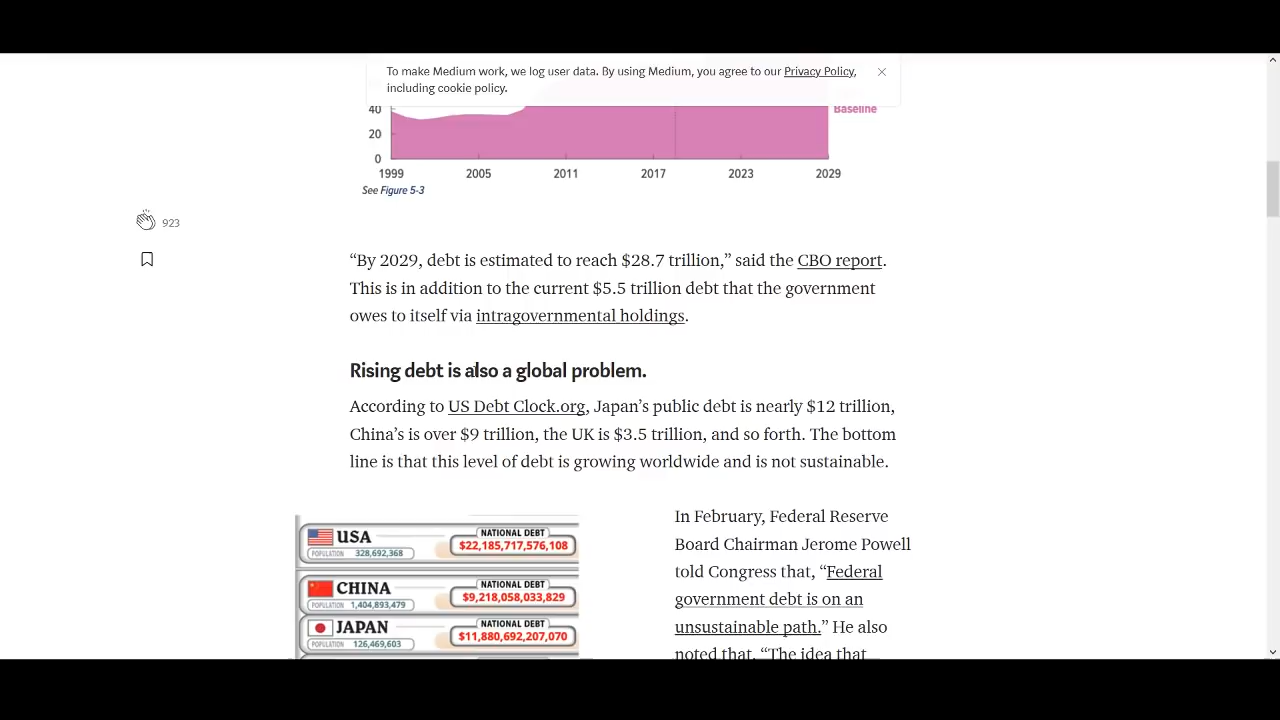 To make Medium work, we log user data. By using Medium, you agree to our Privacy Policy,
including cookie policy.
40
Baseline
20
0
1999 2005 2011 2017 2023 2029
See Figure 5-3
923
“By 2029, debt is estimated to reach $28.7 trillion,” said the CBO report.
This is in addition to the current $5.5 trillion debt that the government
owes to itself via intragovernmental holdings.
Rising debt is also a global problem.
According to US Debt Clock.org, Japan’s public debt is nearly $12 trillion,
China’s is over $9 trillion, the UK is $3.5 trillion, and so forth. The bottom
line is that this level of debt is growing worldwide and is not sustainable.
USA
NATIONAL DEBT
$22,185,717,576,108
POPULATION 328,692,368
CHINA
NATIONAL DEBT
$9,218,058,033,829
POPULATION 1,404,893,479
JAPAN
NATIONAL DEBT
$11,880,692,207,070
POPULATION 126,469,603
In February, Federal Reserve
Board Chairman Jerome Powell
told Congress that, “Federal
government debt is on an
unsustainable path.” He also
noted that, “The idea that